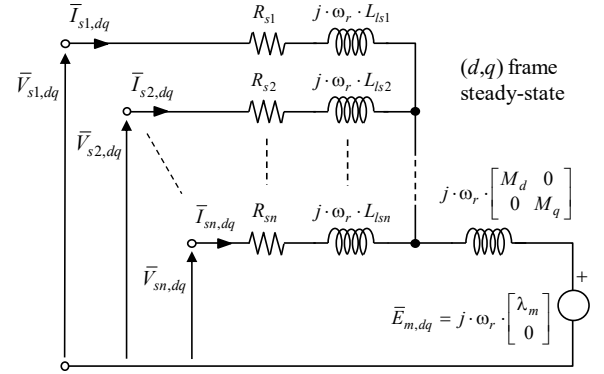 I̅s1,dq
Rs1
j·ωr·Lls1
V̅s1,dq
I̅s2,dq
Rs2
j·ωr·Lls2
(d,q) frame
steady-state
V̅s2,dq
I̅sn,dq
Rsn
j·ωr·Llsn
j·ωr·[Md 0
0 Mq]
V̅sn,dq
+
E̅m,dq = j·ωr·[λm
0]